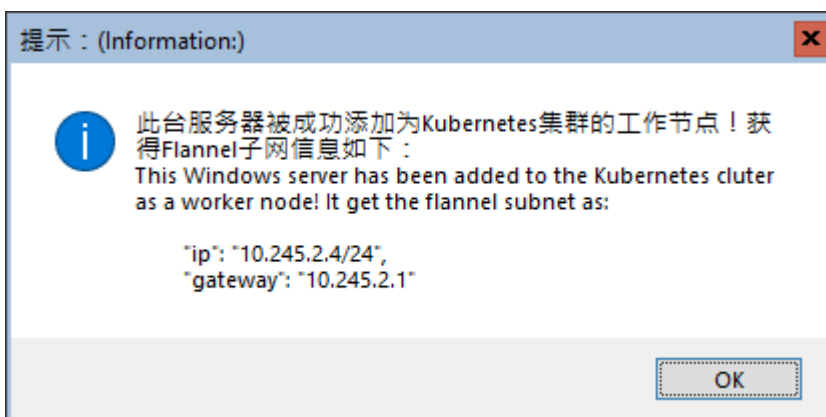 提示：(Information:)
此台服务器被成功添加为Kubernetes集群的工作节点！获
得Flannel子网信息如下：
This Windows server has been added to the Kubernetes cluter
as a worker node! It get the flannel subnet as:
"ip": "10.245.2.4/24",
"gateway": "10.245.2.1"
OK